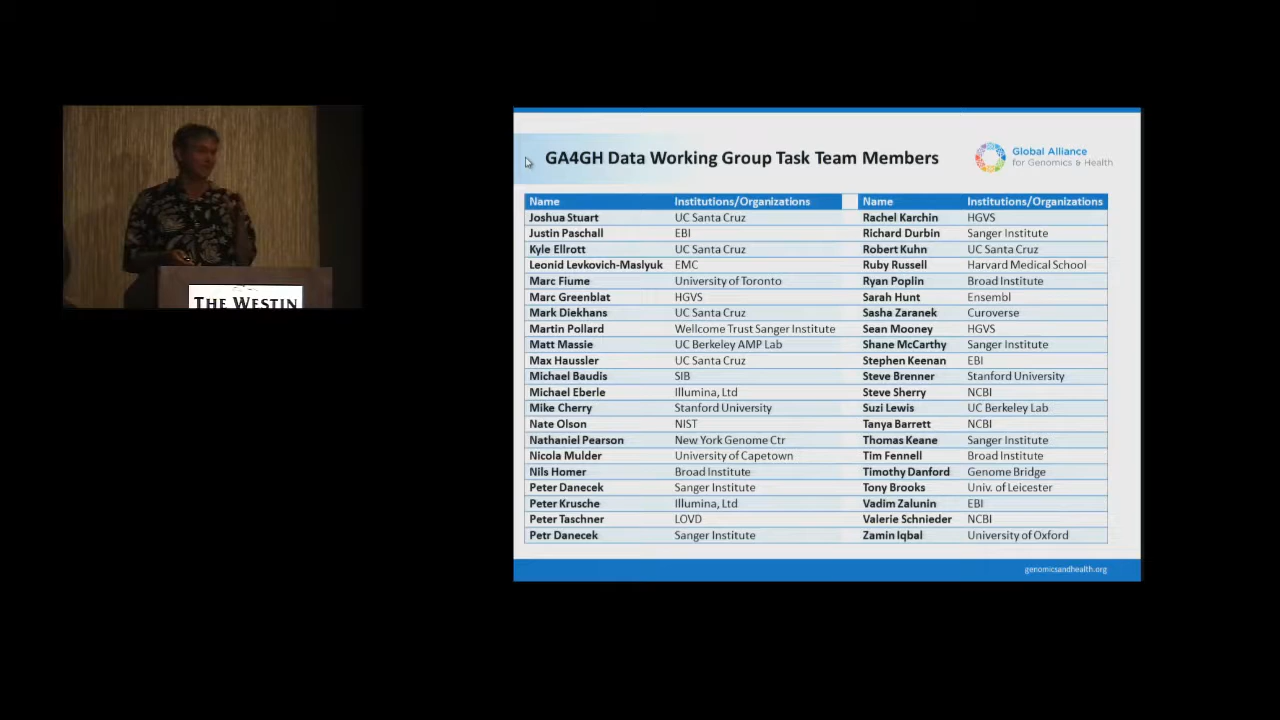 THE WESTIN
GA4GH Data Working Group Task Team Members
Global Alliance
for Genomics & Health
Name Institutions/Organizations Name Institutions/Organizations
Joshua Stuart UC Santa Cruz Rachel Karchin HGVS
Justin Paschall EBI Richard Durbin Sanger Institute
Kyle Ellrott UC Santa Cruz Robert Kuhn UC Santa Cruz
Leonid Levkovich-Maslyuk EMC Ruby Russell Harvard Medical School
Marc Fiume University of Toronto Ryan Poplin Broad Institute
Marc Greenblat HGVS Sarah Hunt Ensembl
Mark Diekhans UC Santa Cruz Sasha Zaranek Curoverse
Martin Pollard Wellcome Trust Sanger Institute Sean Mooney HGVS
Matt Massie UC Berkeley AMP Lab Shane McCarthy Sanger Institute
Max Haussler UC Santa Cruz Stephen Keenan EBI
Michael Baudis SIB Steve Brenner Stanford University
Michael Eberle Illumina, Ltd Steve Sherry NCBI
Mike Cherry Stanford University Suzi Lewis UC Berkeley Lab
Nate Olson NIST Tanya Barrett NCBI
Nathaniel Pearson New York Genome Ctr Thomas Keane Sanger Institute
Nicola Mulder University of Capetown Tim Fennell Broad Institute
Nils Homer Broad Institute Timothy Danford Genome Bridge
Peter Danecek Sanger Institute Tony Brooks Univ. of Leicester
Peter Krusche Illumina, Ltd Vadim Zalunin EBI
Peter Taschner LOVD Valerie Schnieder NCBI
Petr Danecek Sanger Institute Zamin Iqbal University of Oxford
genomicsandhealth.org